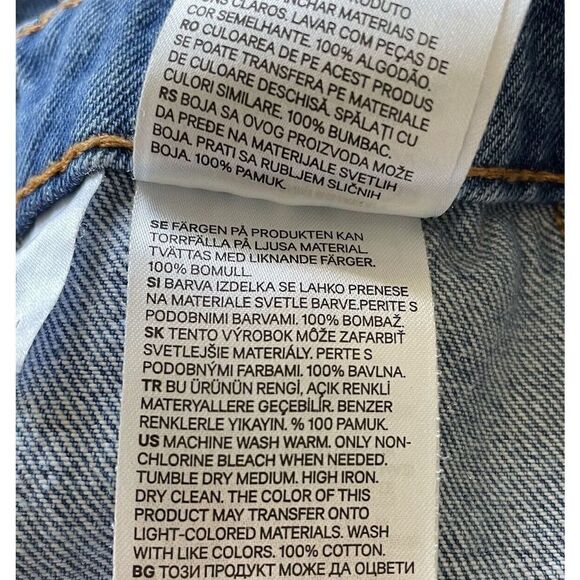 PRODUTO
MANCHAR MATERIAIS DE
ONS CLAROS. LAVAR COM PEÇAS DE
COR SEMELHANTE. 100% ALGODÃO.
RO CULOAREA DE PE ACEST PRODUS
SE POATE TRANSFERA PE MATERIALE
DE CULOARE DESCHISĂ. SPĂLAȚI CU
CULORI SIMILARE. 100% BUMBAC.
RS BOJA SA OVOG PROIZVODA MOŽE
DA PREĐE NA MATERIJALE SVETLIH
BOJA. PRATI SA RUBLJEM SLIČNIH
BOJA. 100% PAMUK.
SE FÄRGEN PÅ PRODUKTEN KAN
TORRFÄLLA PÅ LJUSA MATERIAL.
TVÄTTAS MED LIKNANDE FÄRGER.
100% BOMULL.
SI BARVA IZDELKA SE LAHKO PRENESE
NA MATERIALE SVETLE BARVE.PERITE S
PODOBNIMI BARVAMI. 100% BOMBAŽ.
SK TENTO VÝROBOK MÔŽE ZAFARBIŤ
SVETLEJŠIE MATERIÁLY. PERTE S
PODOBNÝMI FARBAMI. 100% BAVLNA.
TR BU ÜRÜNÜN RENGİ, AÇIK RENKLİ
MATERYALLERE GEÇEBİLİR. BENZER
RENKLERLE YIKAYIN. % 100 PAMUK.
US MACHINE WASH WARM. ONLY NON-
CHLORINE BLEACH WHEN NEEDED.
TUMBLE DRY MEDIUM. HIGH IRON.
DRY CLEAN. THE COLOR OF THIS
PRODUCT MAY TRANSFER ONTO
LIGHT-COLORED MATERIALS. WASH
WITH LIKE COLORS. 100% COTTON.
BG ТОЗИ ПРОДУКТ МОЖЕ ДА ОЦВЕТИ